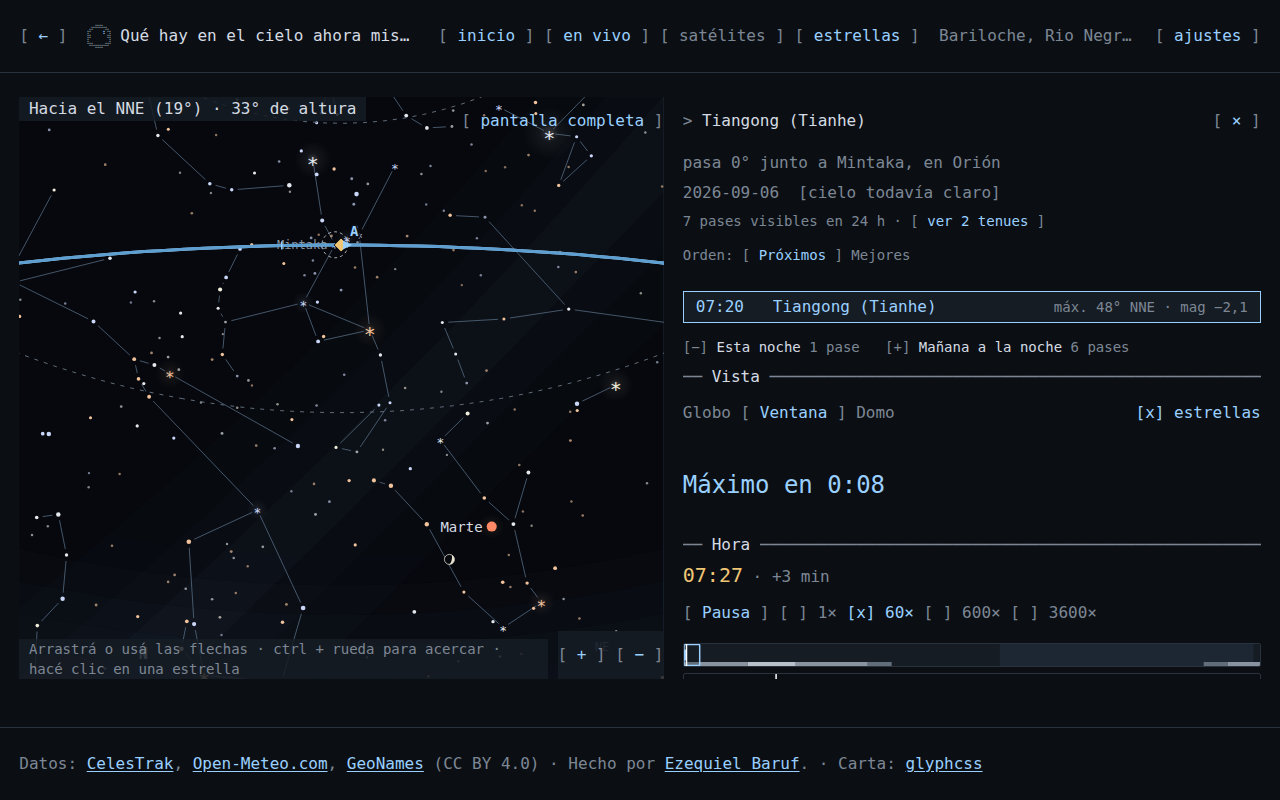 [ ← ] Qué hay en el cielo ahora mis… [ inicio ] [ en vivo ] [ satélites ] [ estrellas ] Bariloche, Rio Negr… [ ajustes ]
Hacia el NNE (19°) · 33° de altura
[ pantalla completa ]
A
Mintaka
Marte
Arrastrá o usá las flechas · ctrl + rueda para acercar ·
hacé clic en una estrella
[ + ] [ − ]
> Tiangong (Tianhe) [ × ]
pasa 0° junto a Mintaka, en Orión
2026-09-06 [cielo todavía claro]
7 pases visibles en 24 h · [ ver 2 tenues ]
Orden: [ Próximos ] Mejores
07:20 Tiangong (Tianhe) máx. 48° NNE · mag −2,1
[−] Esta noche 1 pase [+] Mañana a la noche 6 pases
Vista
Globo [ Ventana ] Domo [x] estrellas
Máximo en 0:08
Hora
07:27 · +3 min
[ Pausa ] [ ] 1× [x] 60× [ ] 600× [ ] 3600×
Datos: CelesTrak, Open-Meteo.com, GeoNames (CC BY 4.0) · Hecho por Ezequiel Baruf. · Carta: glyphcss